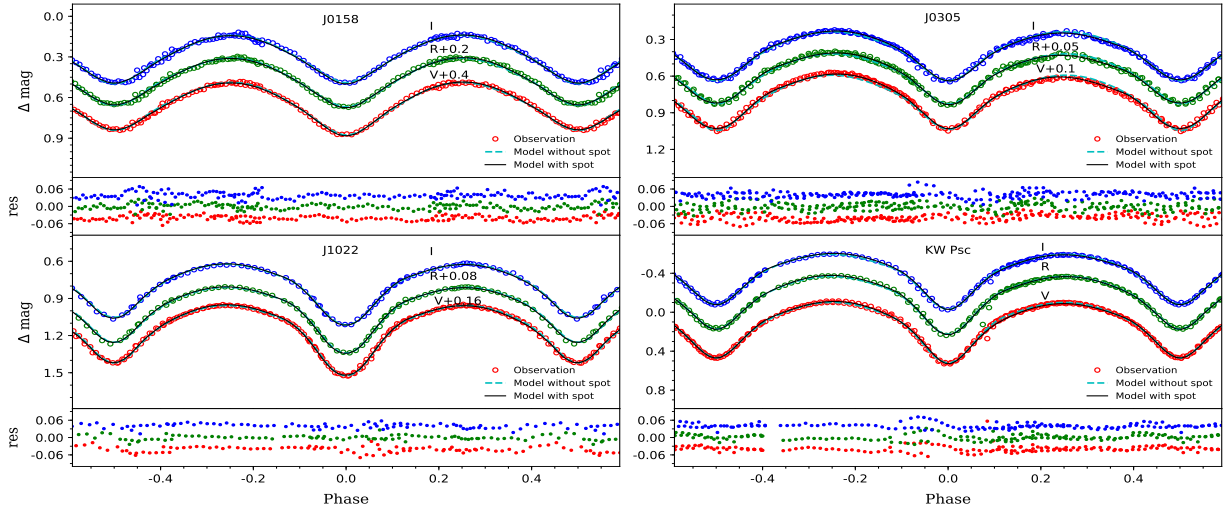 J0158
I
R+0.2
V+0.4
0.0
0.3
0.6
0.9
Δ mag
Observation
Model without spot
Model with spot
0.06
0.00
-0.06
res
J0305
I
R+0.05
V+0.1
0.3
0.6
0.9
1.2
Observation
Model without spot
Model with spot
0.06
0.00
-0.06
J1022
I
R+0.08
V+0.16
0.6
0.9
1.2
1.5
Δ mag
Observation
Model without spot
Model with spot
0.06
0.00
-0.06
res
-0.4 -0.2 0.0 0.2 0.4
Phase
KW Psc
I
R
V
-0.4
0.0
0.4
0.8
Observation
Model without spot
Model with spot
0.06
0.00
-0.06
-0.4 -0.2 0.0 0.2 0.4
Phase